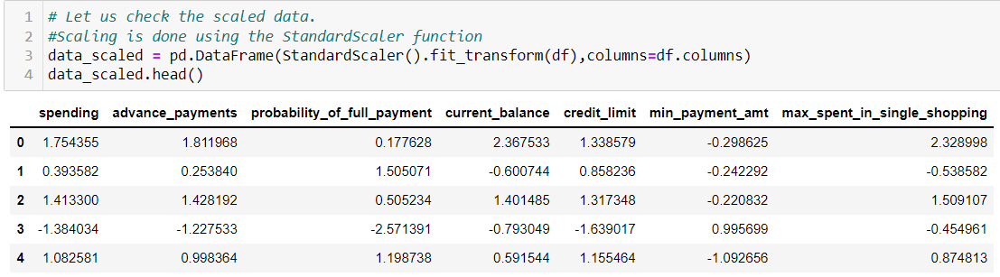 1 # Let us check the scaled data.
2 #Scaling is done using the StandardScaler function
3 data_scaled = pd.DataFrame(StandardScaler().fit_transform(df),columns=df.columns)
4 data_scaled.head()
spending advance_payments probability_of_full_payment current_balance credit_limit min_payment_amt max_spent_in_single_shopping
0 1.754355 1.811968 0.177628 2.367533 1.338579 -0.298625 2.328998
1 0.393582 0.253840 1.505071 -0.600744 0.858236 -0.242292 -0.538582
2 1.413300 1.428192 0.505234 1.401485 1.317348 -0.220832 1.509107
3 -1.384034 -1.227533 -2.571391 -0.793049 -1.639017 0.995699 -0.454961
4 1.082581 0.998364 1.198738 0.591544 1.155464 -1.092656 0.874813